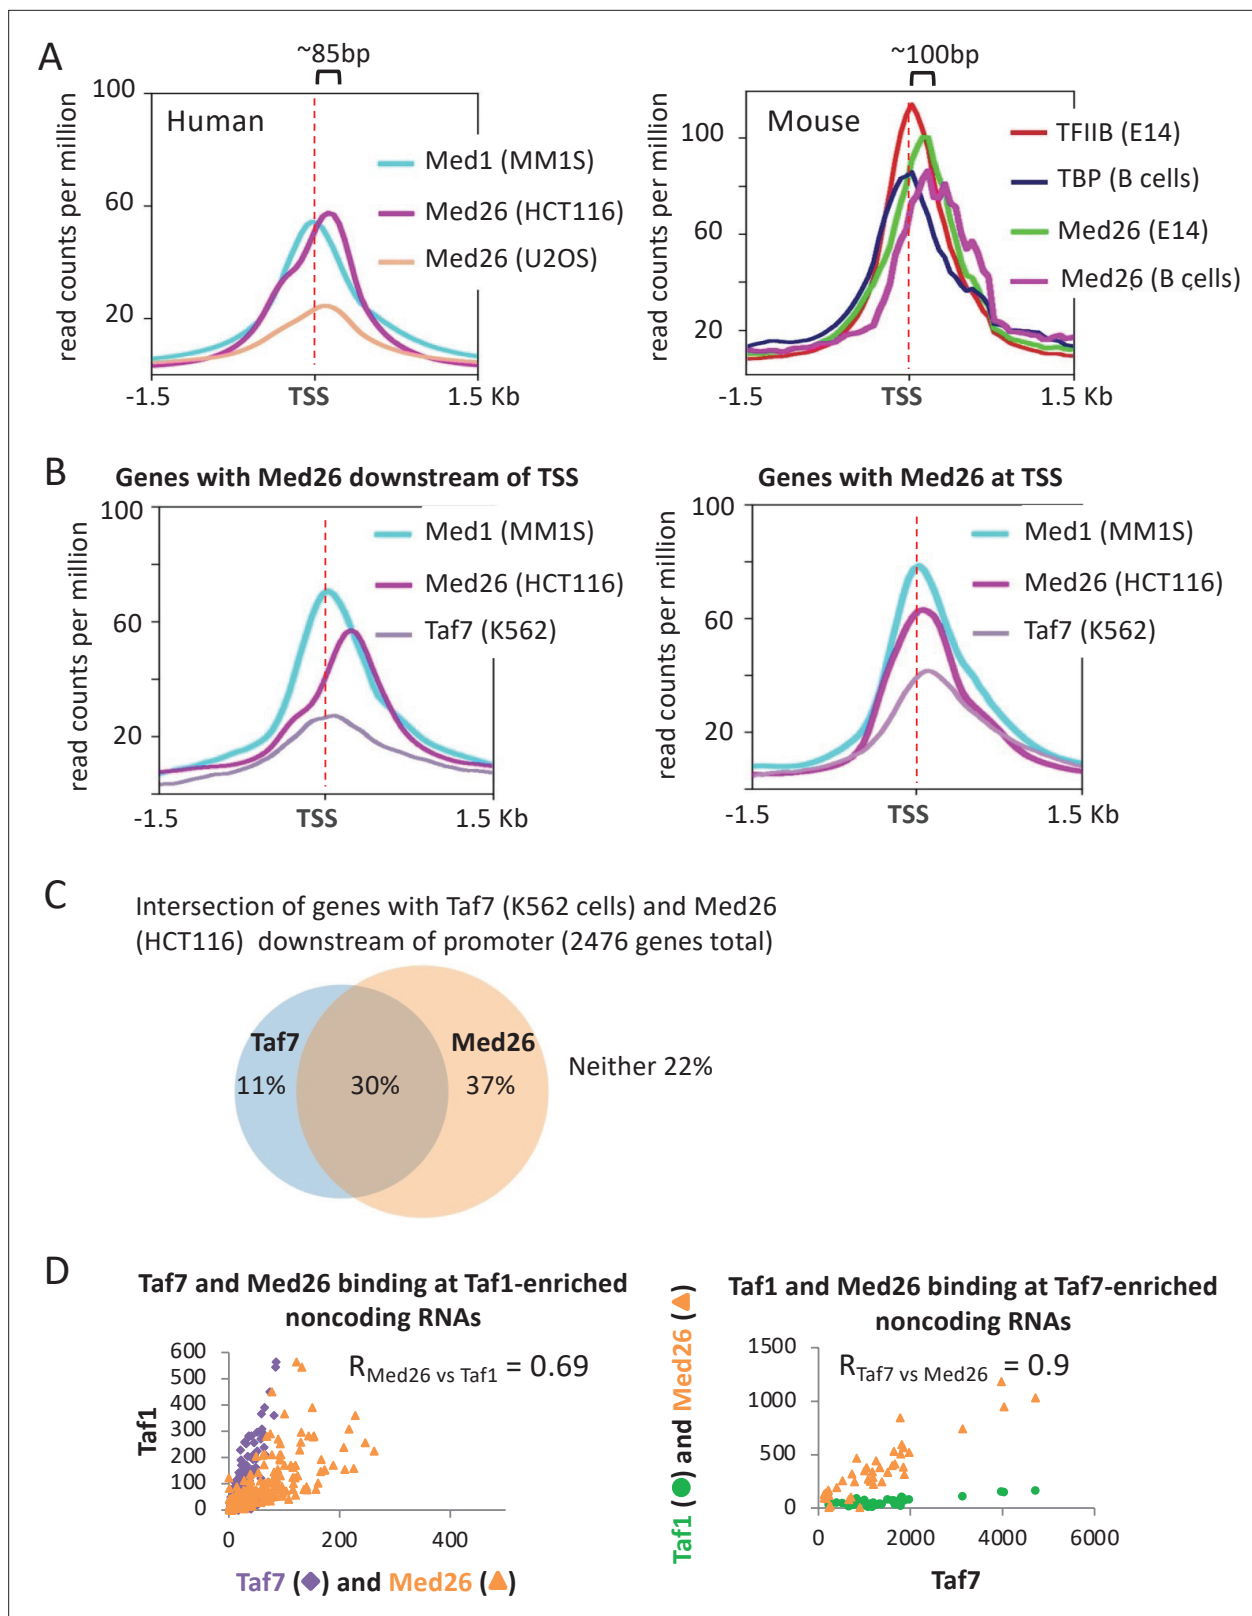 A
~85bp
100
60
20
read counts per million
Human
Med1 (MM1S)
Med26 (HCT116)
Med26 (U2OS)
-1.5
TSS
1.5 Kb
~100bp
100
60
20
read counts per million
Mouse
TFIIB (E14)
TBP (B cells)
Med26 (E14)
Med26 (B cells)
-1.5
TSS
1.5 Kb
B
Genes with Med26 downstream of TSS
100
60
20
read counts per million
Med1 (MM1S)
Med26 (HCT116)
Taf7 (K562)
-1.5
TSS
1.5 Kb
Genes with Med26 at TSS
100
60
20
read counts per million
Med1 (MM1S)
Med26 (HCT116)
Taf7 (K562)
-1.5
TSS
1.5 Kb
C
Intersection of genes with Taf7 (K562 cells) and Med26
(HCT116) downstream of promoter (2476 genes total)
Taf7
11%
30%
Med26
37%
Neither 22%
D
Taf7 and Med26 binding at Taf1-enriched
noncoding RNAs
600
500
400
300
200
100
0
Taf1
R Med26 vs Taf1 = 0.69
0
200
400
Taf7 (◆) and Med26 (▲)
Taf1 and Med26 binding at Taf7-enriched
noncoding RNAs
Taf1 (●) and Med26 (▲)
1500
1000
500
0
R Taf7 vs Med26 = 0.9
0
2000
4000
6000
Taf7